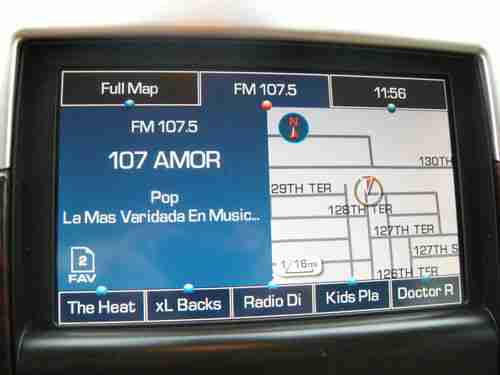 Full Map
FM 107.5
11:56
FM 107.5
107 AMOR
Pop
La Mas Varidada En Music...
2
FAV
N
130TH
29TH TER
128TH TER
127TH TER
127TH S
126TH TER
1/16mi
The Heat
xL Backs
Radio Di
Kids Pla
Doctor R